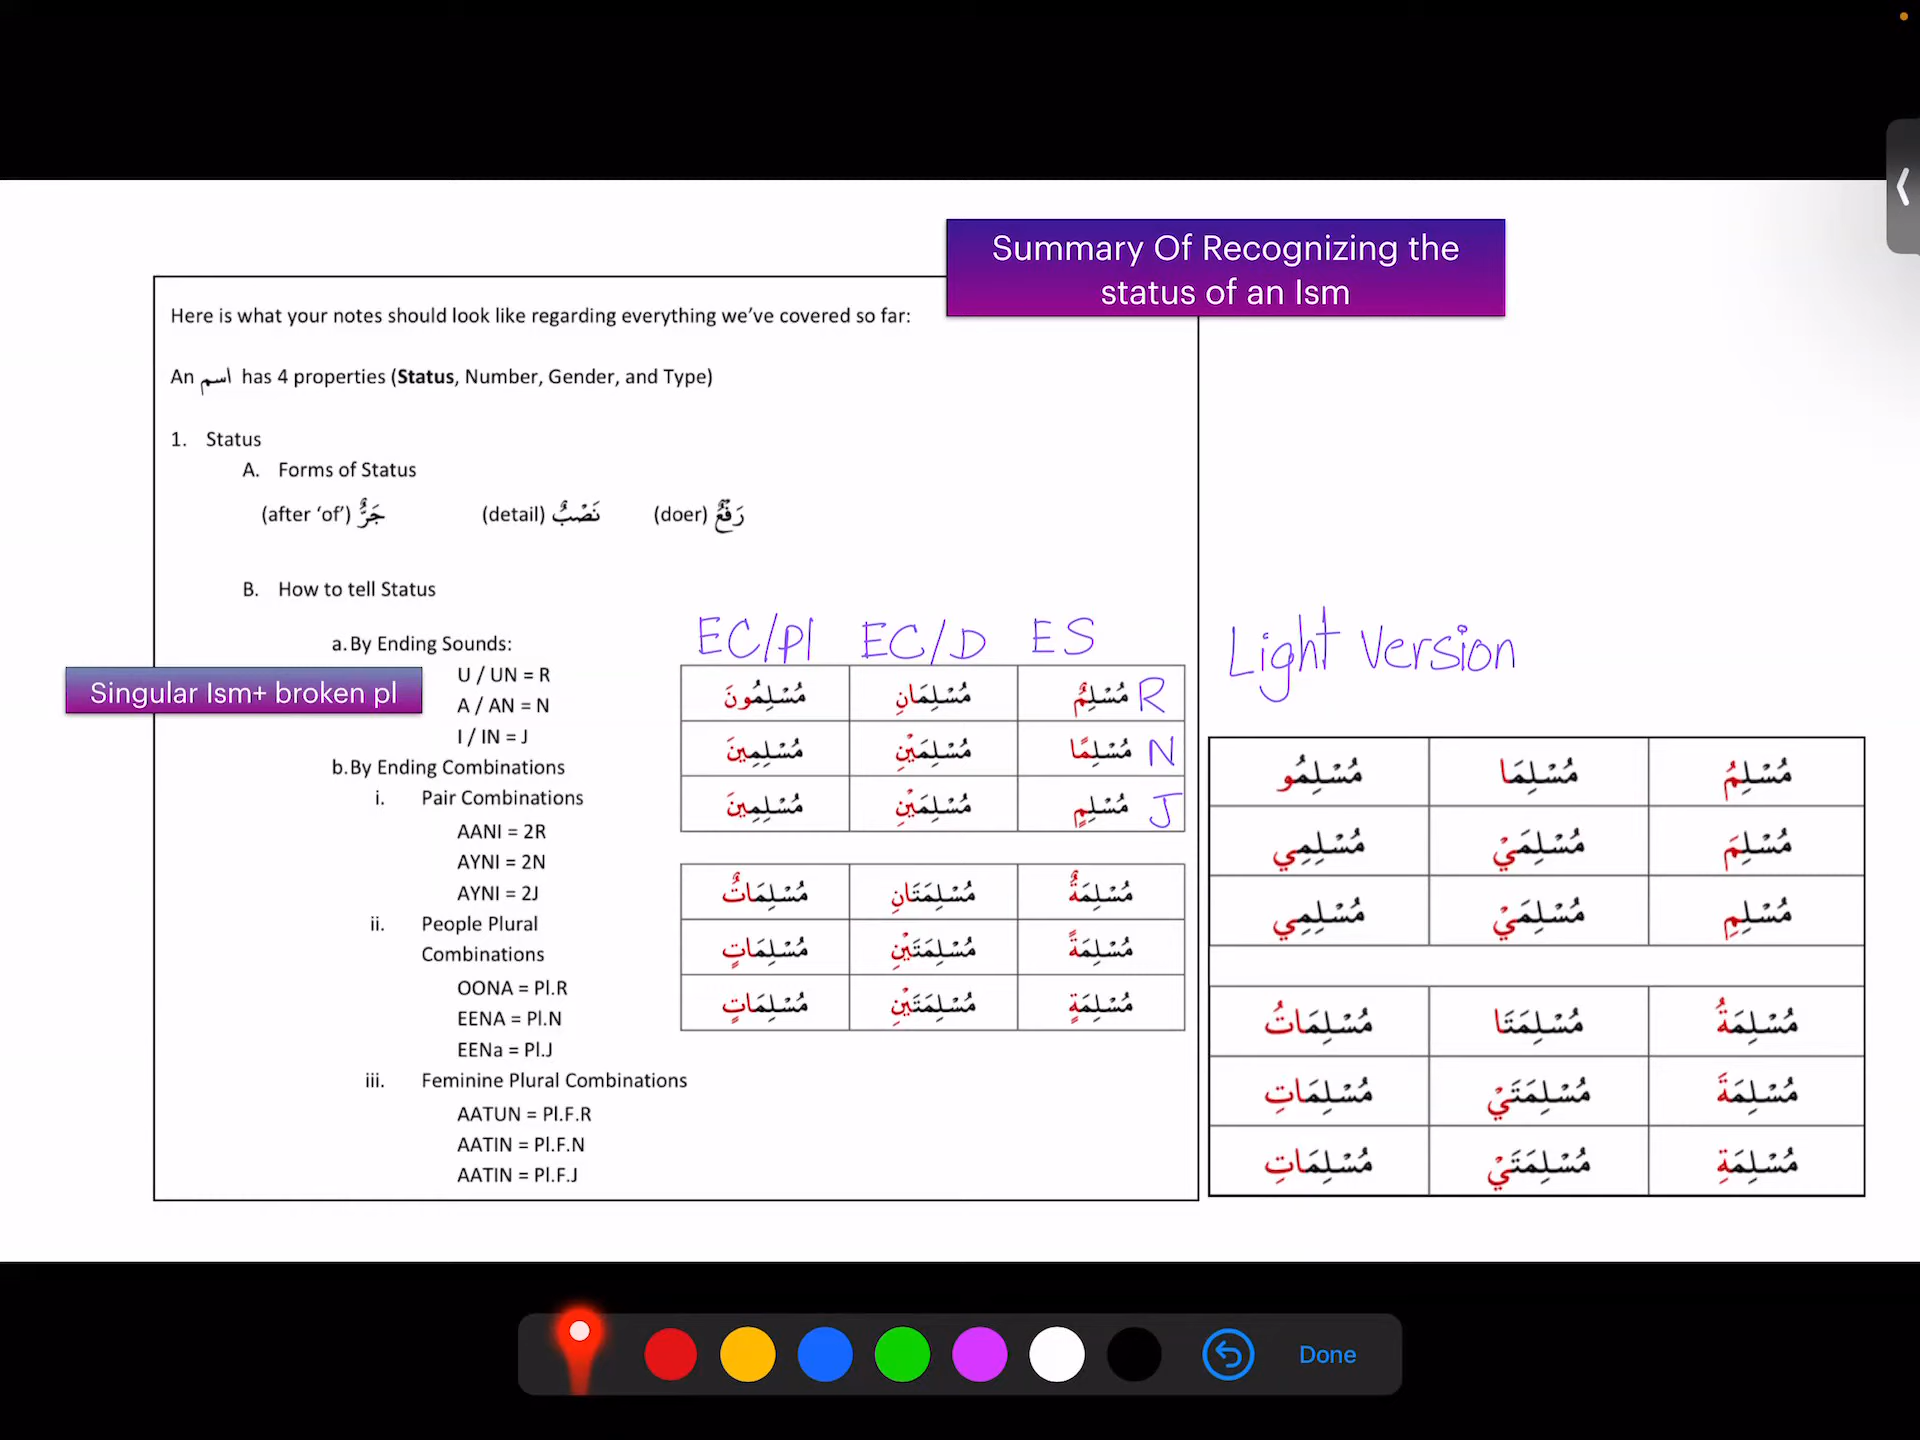 Summary Of Recognizing the
status of an Ism
Here is what your notes should look like regarding everything we've covered so far:
An اسم has 4 properties (Status, Number, Gender, and Type)
1. Status
A. Forms of Status
(after 'of') جَرٌّ (detail) نَصْبٌ (doer) رَفْعٌ
B. How to tell Status
a. By Ending Sounds:
Singular Ism+ broken pl
U / UN = R
A / AN = N
I / IN = J
b. By Ending Combinations
i. Pair Combinations
AANI = 2R
AYNI = 2N
AYNI = 2J
ii. People Plural
Combinations
OONA = Pl.R
EENA = Pl.N
EENa = Pl.J
iii. Feminine Plural Combinations
AATUN = Pl.F.R
AATIN = Pl.F.N
AATIN = Pl.F.J
EC/Pl EC/D ES
مُسْلِمٌ R مُسْلِمَانِ مُسْلِمُونَ
مُسْلِمًا N مُسْلِمَيْنِ مُسْلِمِينَ
مُسْلِمٍ J مُسْلِمَيْنِ مُسْلِمِينَ
مُسْلِمَةٌ مُسْلِمَتَانِ مُسْلِمَاتٌ
مُسْلِمَةً مُسْلِمَتَيْنِ مُسْلِمَاتٍ
مُسْلِمَةٍ مُسْلِمَتَيْنِ مُسْلِمَاتٍ
Light Version
مُسْلِمُ مُسْلِمَا مُسْلِمُو
مُسْلِمَ مُسْلِمَيْ مُسْلِمِي
مُسْلِمِ مُسْلِمَيْ مُسْلِمِي
مُسْلِمَةُ مُسْلِمَتَا مُسْلِمَاتُ
مُسْلِمَةَ مُسْلِمَتَيْ مُسْلِمَاتِ
مُسْلِمَةِ مُسْلِمَتَيْ مُسْلِمَاتِ
Done